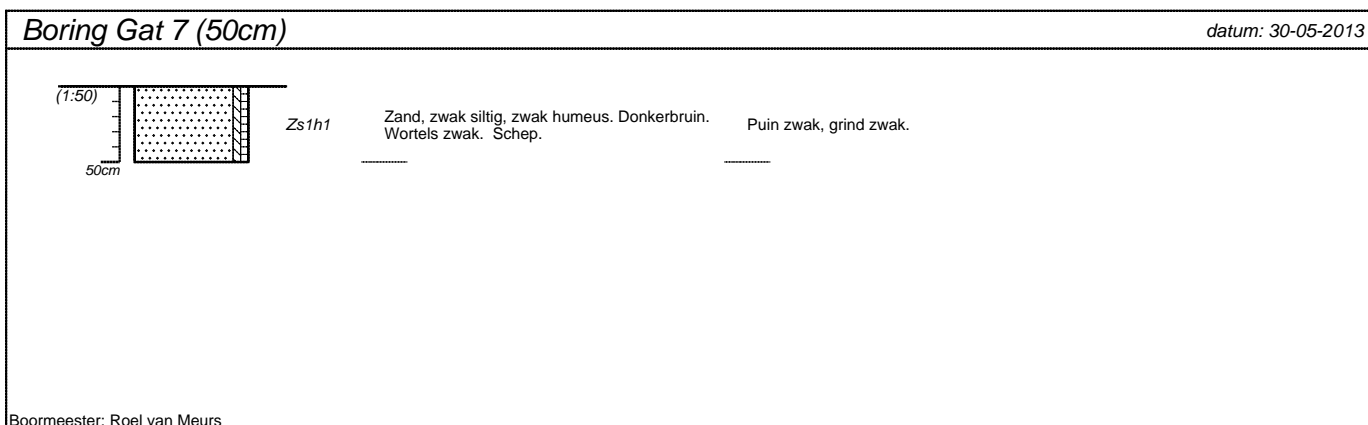 Boring Gat 7 (50cm)
datum: 30-05-2013
(1:50)
Zs1h1
Zand, zwak siltig, zwak humeus. Donkerbruin.
Wortels zwak.  Schep.
Puin zwak, grind zwak.
50cm
Boormeester: Roel van Meurs